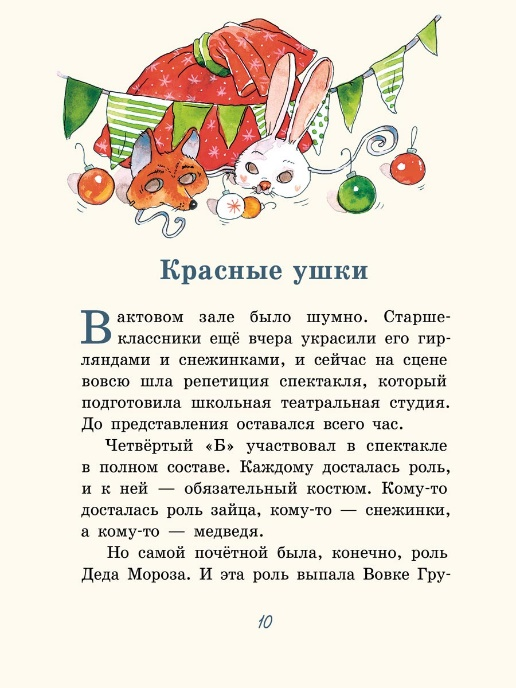 Красные ушки
В актовом зале было шумно. Старше-
классники ещё вчера украсили его гир-
ляндами и снежинками, и сейчас на сцене
вовсю шла репетиция спектакля, который
подготовила школьная театральная студия.
До представления оставался всего час.
Четвёртый «Б» участвовал в спектакле
в полном составе. Каждому досталась роль,
и к ней — обязательный костюм. Кому-то
досталась роль зайца, кому-то — снежинки,
а кому-то — медведя.
Но самой почётной была, конечно, роль
Деда Мороза. И эта роль выпала Вовке Гру-
10